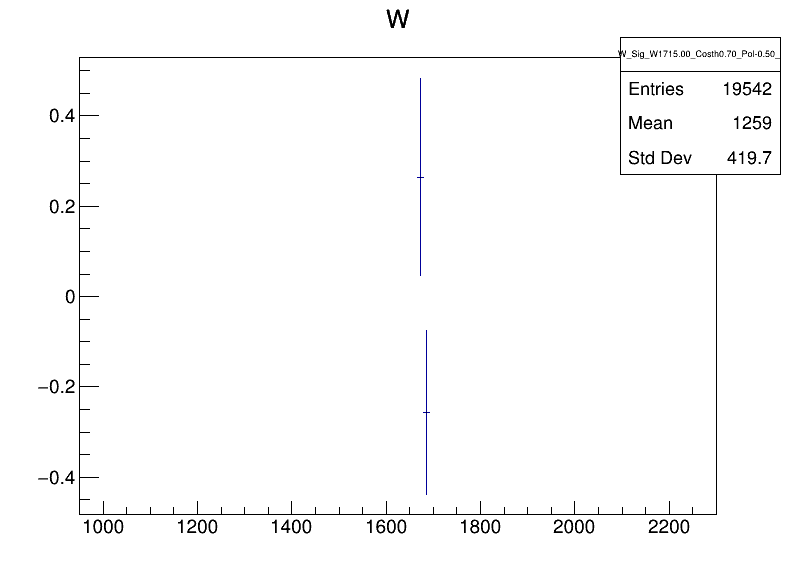 W
W_Sig_W1715.00_Costh0.70_Pol-0.50_
Entries 19542
Mean 1259
Std Dev 419.7
0.4
0.2
0
−0.2
−0.4
1000 1200 1400 1600 1800 2000 2200